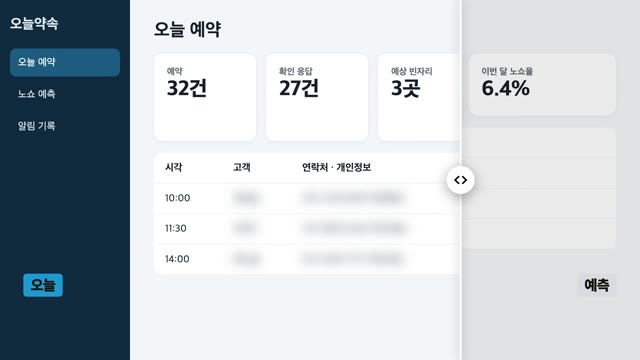 오늘약속
오늘 예약
노쇼 예측
알림 기록
오늘
오늘 예약
예약
32건
확인 응답
27건
예상 빈자리
3곳
이번 달 노쇼율
6.4%
시각 고객 연락처 · 개인정보
10:00
11:30
14:00
예측